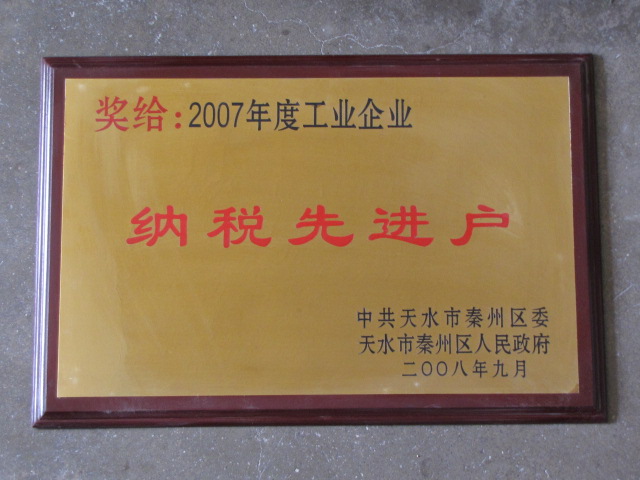 奖给:2007年度工业企业
纳税先进户
中共天水市秦州区委
天水市秦州区人民政府
二〇〇八年九月